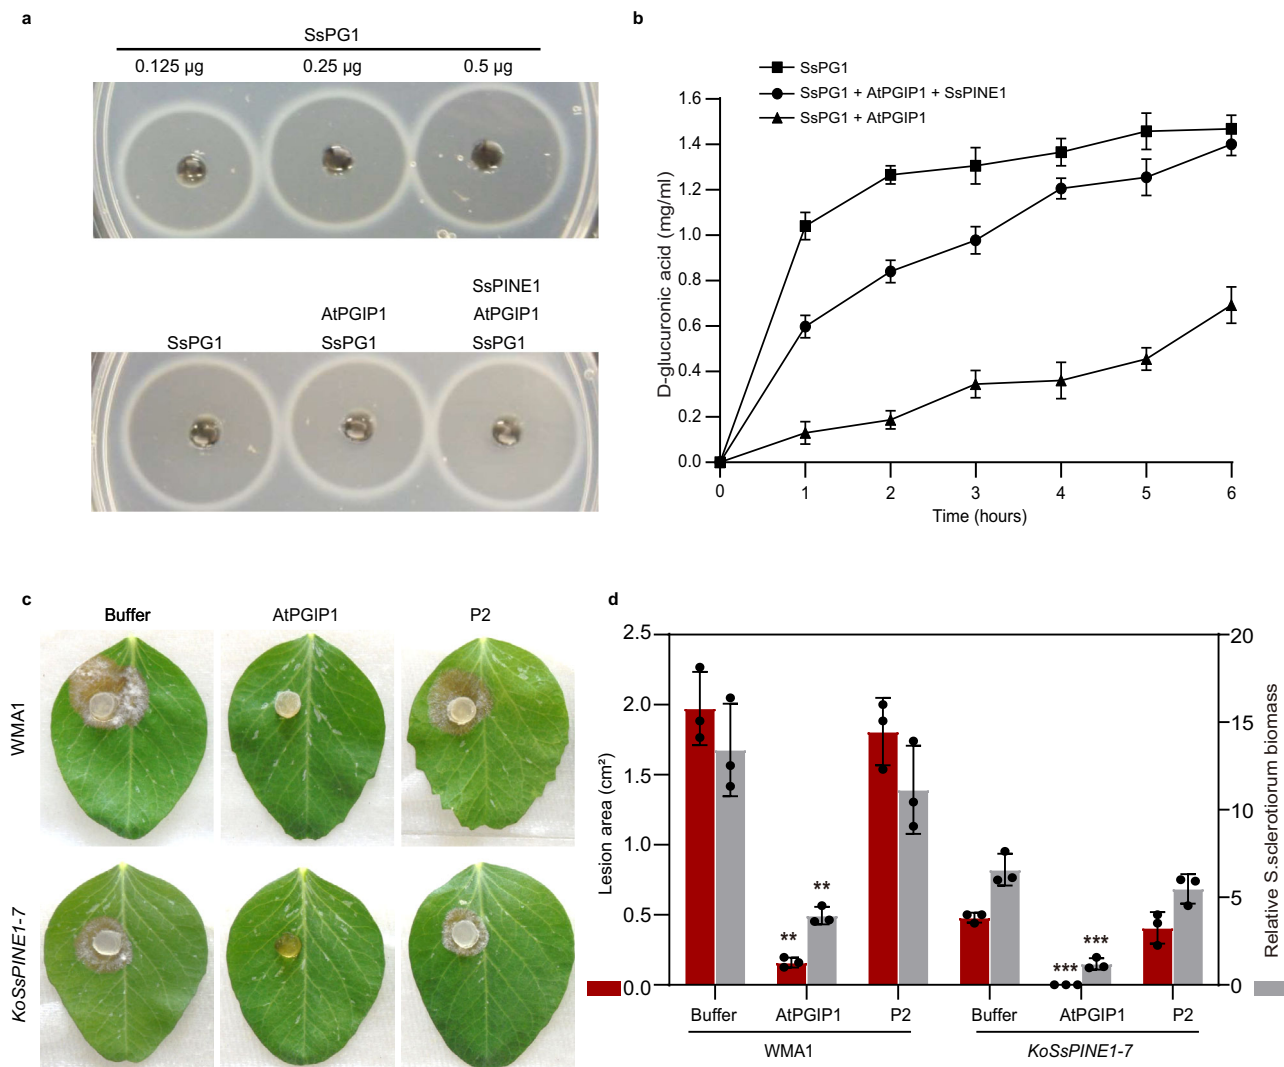 a
SsPG1
0.125 µg 0.25 µg 0.5 µg
SsPINE1
AtPGIP1 AtPGIP1
SsPG1 SsPG1 SsPG1
b
SsPG1
SsPG1 + AtPGIP1 + SsPINE1
SsPG1 + AtPGIP1
D-glucuronic acid (mg/ml)
1.6
1.4
1.2
1.0
0.8
0.6
0.4
0.2
0.0
0 1 2 3 4 5 6
Time (hours)
c
Buffer AtPGIP1 P2
WMA1
KoSsPINE1-7
d
Lesion area (cm²)
2.5
2.0
1.5
1.0
0.5
0.0
20
15
10
5
0
Relative S.sclerotiorum biomass
** **
*** ***
Buffer AtPGIP1 P2 Buffer AtPGIP1 P2
WMA1 KoSsPINE1-7